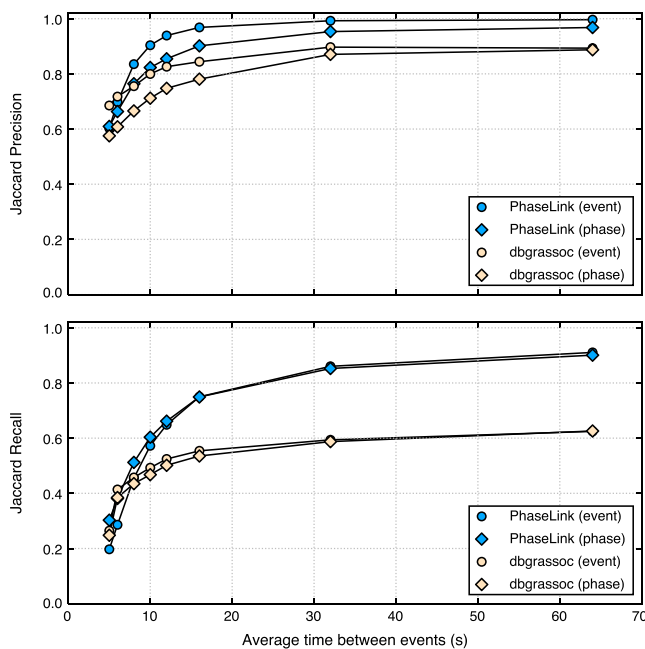 1.0
0.8
0.6
0.4
0.2
0.0
Jaccard Precision
PhaseLink (event)
PhaseLink (phase)
dbgrassoc (event)
dbgrassoc (phase)
1.0
0.8
0.6
0.4
0.2
0.0
Jaccard Recall
PhaseLink (event)
PhaseLink (phase)
dbgrassoc (event)
dbgrassoc (phase)
0 10 20 30 40 50 60 70
Average time between events (s)